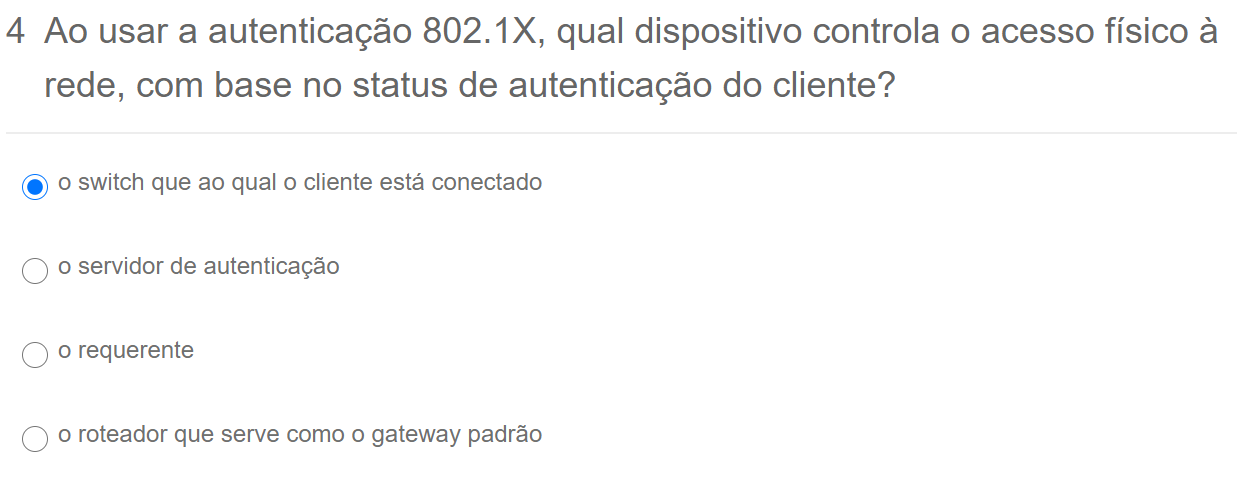 4 Ao usar a autenticação 802.1X, qual dispositivo controla o acesso físico à
rede, com base no status de autenticação do cliente?
o switch que ao qual o cliente está conectado
o servidor de autenticação
o requerente
o roteador que serve como o gateway padrão